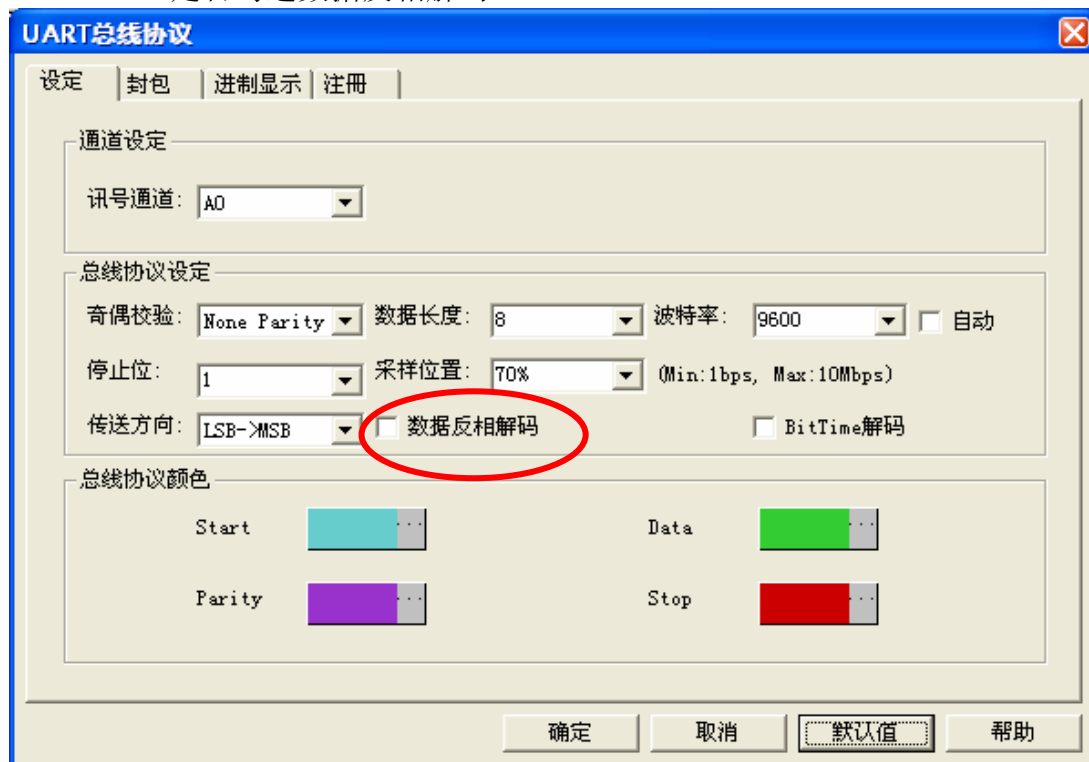 UART总线协议
设定 封包 进制显示 注册
通道设定
讯号通道: A0
总线协议设定
奇偶校验: None Parity 数据长度: 8 波特率: 9600 自动
停止位: 1 采样位置: 70% (Min:1bps, Max:10Mbps)
传送方向: LSB->MSB 数据反相解码 BitTime解码
总线协议颜色
Start ... Data ...
Parity ... Stop ...
确定 取消 默认值 帮助